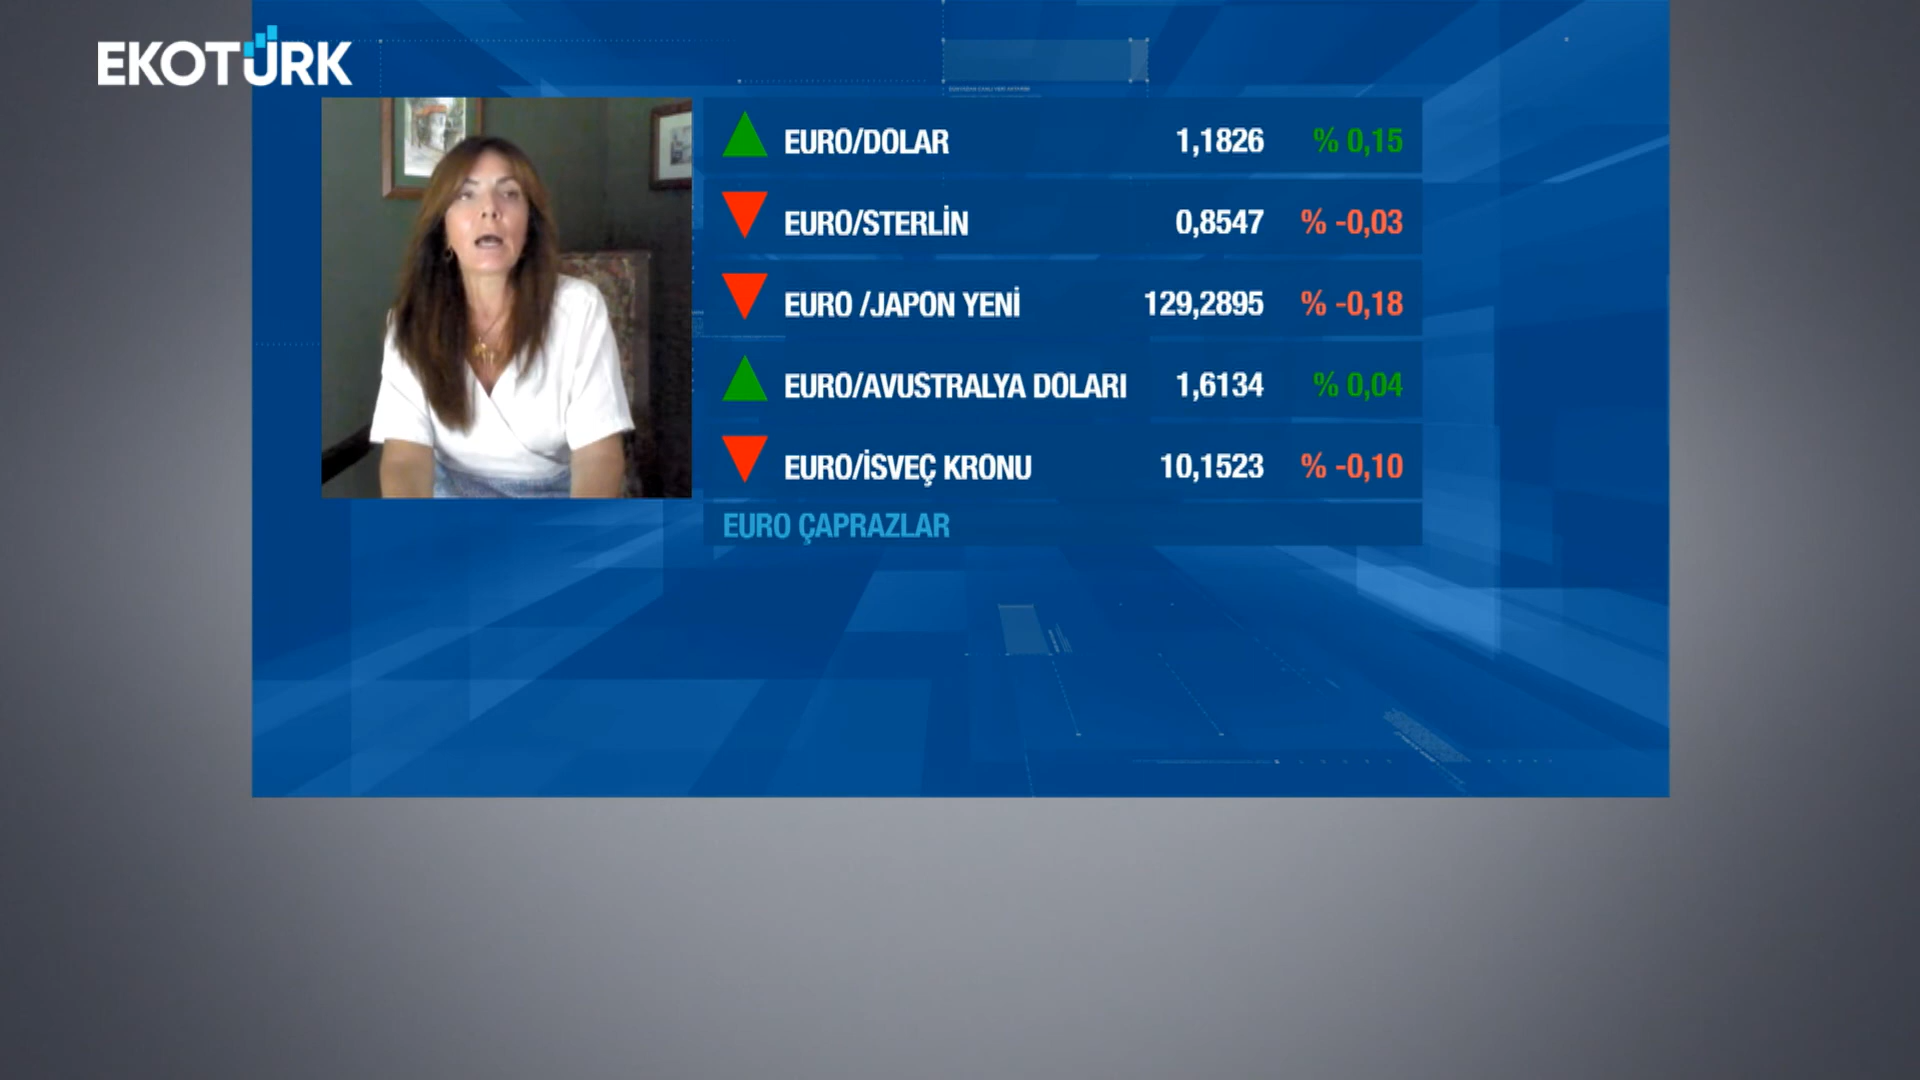 EKOTÜRK
EURO/DOLAR 1,1826 % 0,15
EURO/STERLİN 0,8547 % -0,03
EURO /JAPON YENİ 129,2895 % -0,18
EURO/AVUSTRALYA DOLARI 1,6134 % 0,04
EURO/İSVEÇ KRONU 10,1523 % -0,10
EURO ÇAPRAZLAR